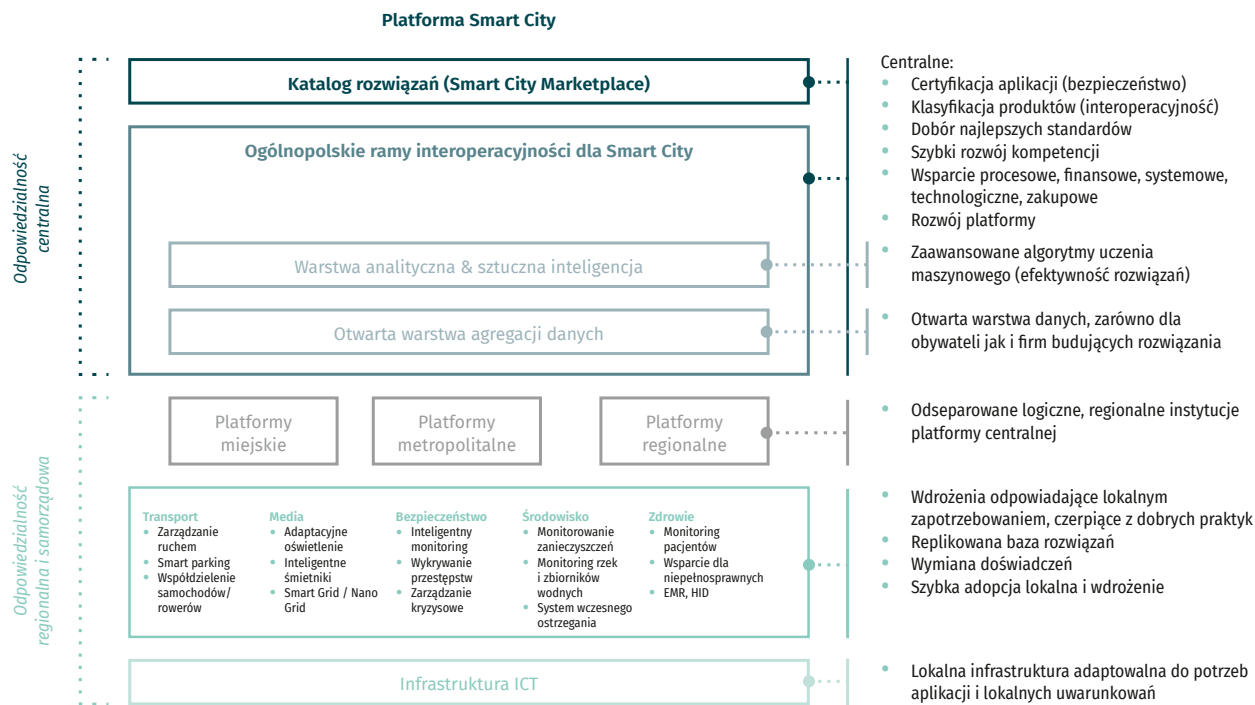 Platforma Smart City
Odpowiedzialność
centralna
Katalog rozwiązań (Smart City Marketplace)
Ogólnopolskie ramy interoperacyjności dla Smart City
Warstwa analityczna & sztuczna inteligencja
Otwarta warstwa agregacji danych
Centralne:
• Certyfikacja aplikacji (bezpieczeństwo)
• Klasyfikacja produktów (interoperacyjność)
• Dobór najlepszych standardów
• Szybki rozwój kompetencji
• Wsparcie procesowe, finansowe, systemowe,
technologiczne, zakupowe
• Rozwój platformy
• Zaawansowane algorytmy uczenia
maszynowego (efektywność rozwiązań)
• Otwarta warstwa danych, zarówno dla
obywateli jak i firm budujących rozwiązania
Odpowiedzialność
regionalna i samorządowa
Platformy
miejskie
Platformy
metropolitalne
Platformy
regionalne
• Odseparowane logiczne, regionalne instytucje
platformy centralnej
Transport
• Zarządzanie
ruchem
• Smart parking
• Współdzielenie
samochodów/
rowerów
Media
• Adaptacyjne
oświetlenie
• Inteligentne
śmietniki
• Smart Grid / Nano
Grid
Bezpieczeństwo
• Inteligentny
monitoring
• Wykrywanie
przestępstw
• Zarządzanie
kryzysowe
Środowisko
• Monitorowanie
zanieczyszczeń
• Monitoring rzek
i zbiorników
wodnych
• System wczesnego
ostrzegania
Zdrowie
• Monitoring
pacjentów
• Wsparcie dla
niepełnosprawnych
• EMR, HID
• Wdrożenia odpowiadające lokalnym
zapotrzebowaniem, czerpiące z dobrych praktyk
• Replikowana baza rozwiązań
• Wymiana doświadczeń
• Szybka adopcja lokalna i wdrożenie
Infrastruktura ICT
• Lokalna infrastruktura adaptowalna do potrzeb
aplikacji i lokalnych uwarunkowań